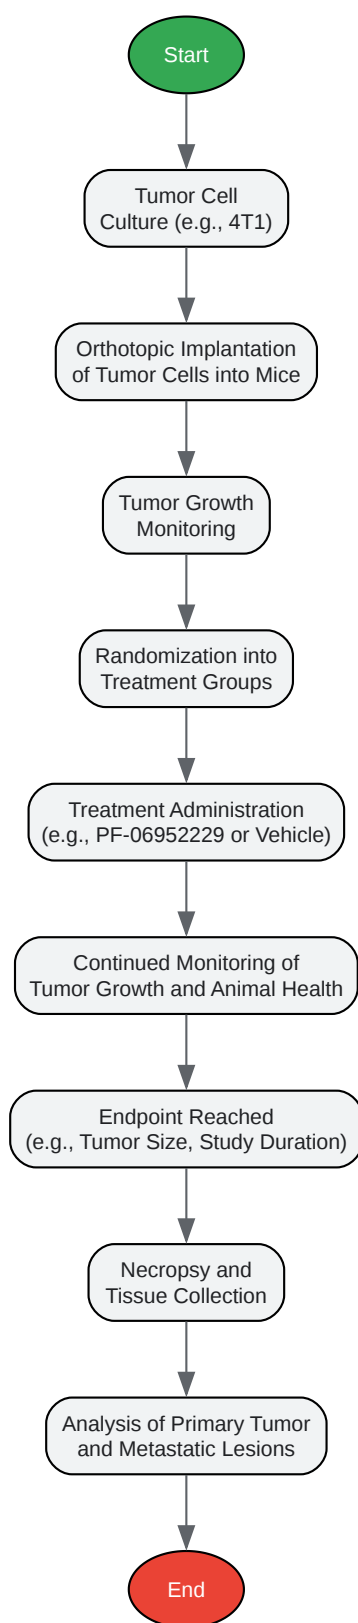 Start
Tumor Cell
Culture (e.g., 4T1)
Orthotopic Implantation
of Tumor Cells into Mice
Tumor Growth
Monitoring
Randomization into
Treatment Groups
Treatment Administration
(e.g., PF-06952229 or Vehicle)
Continued Monitoring of
Tumor Growth and Animal Health
Endpoint Reached
(e.g., Tumor Size, Study Duration)
Necropsy and
Tissue Collection
Analysis of Primary Tumor
and Metastatic Lesions
End